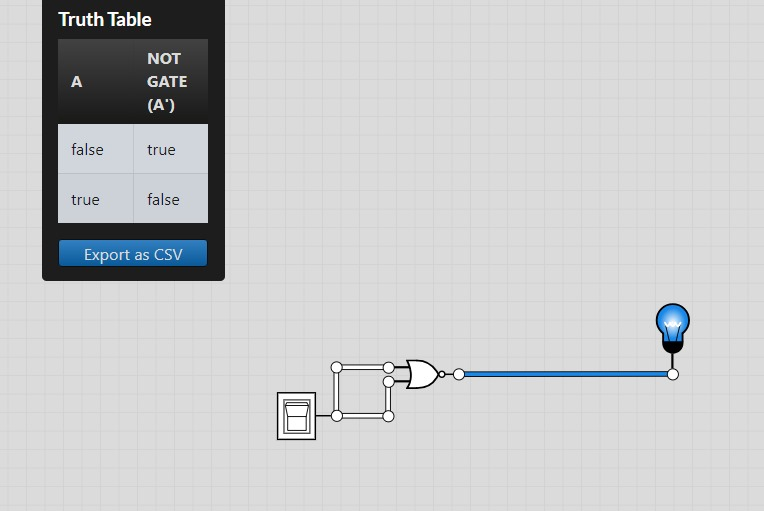 Truth Table
A
NOT
GATE
(A')
false true
true false
Export as CSV